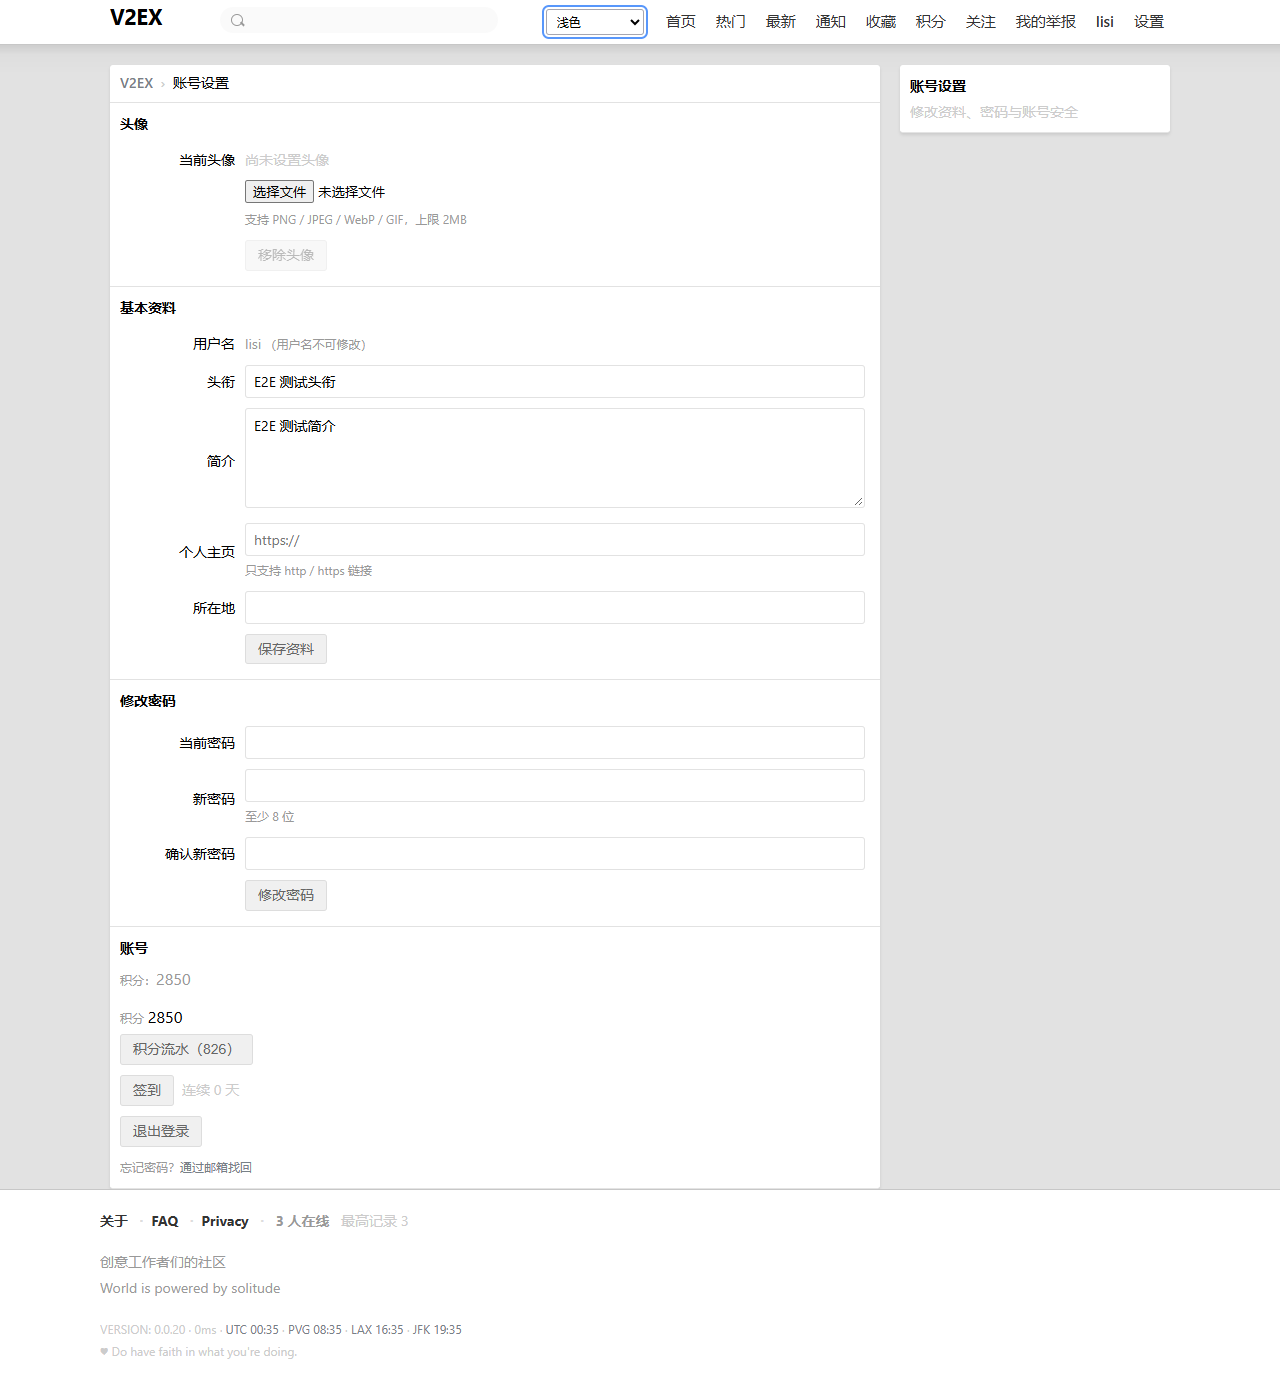 V2EX
浅色
首页 热门 最新 通知 收藏 积分 关注 我的举报 lisi 设置
V2EX › 账号设置
头像
当前头像 尚未设置头像
选择文件 未选择文件
支持 PNG / JPEG / WebP / GIF，上限 2MB
移除头像
基本资料
用户名 lisi （用户名不可修改）
头衔 E2E 测试头衔
简介 E2E 测试简介
个人主页 https://
只支持 http / https 链接
所在地
保存资料
修改密码
当前密码
新密码
至少 8 位
确认新密码
修改密码
账号
积分：2850
积分 2850
积分流水（826）
签到 连续 0 天
退出登录
忘记密码？通过邮箱找回
账号设置
修改资料、密码与账号安全
关于 · FAQ · Privacy · 3 人在线 最高记录 3
创意工作者们的社区
World is powered by solitude
VERSION: 0.0.20 · 0ms · UTC 00:35 · PVG 08:35 · LAX 16:35 · JFK 19:35
♥ Do have faith in what you're doing.